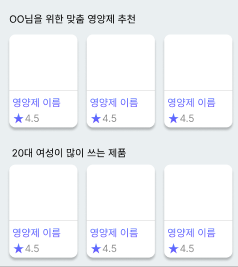 OO님을 위한 맞춤 영양제 추천
영양제 이름 영양제 이름 영양제 이름
★4.5 ★4.5 ★4.5
20대 여성이 많이 쓰는 제품
영양제 이름 영양제 이름 영양제 이름
★4.5 ★4.5 ★4.5